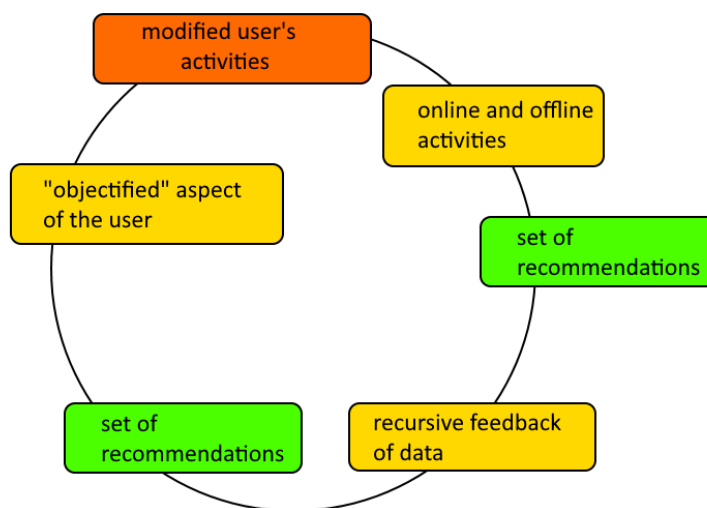 modified user's
activities
online and offline
activities
set of
recommendations
recursive feedback
of data
set of
recommendations
"objectified" aspect
of the user